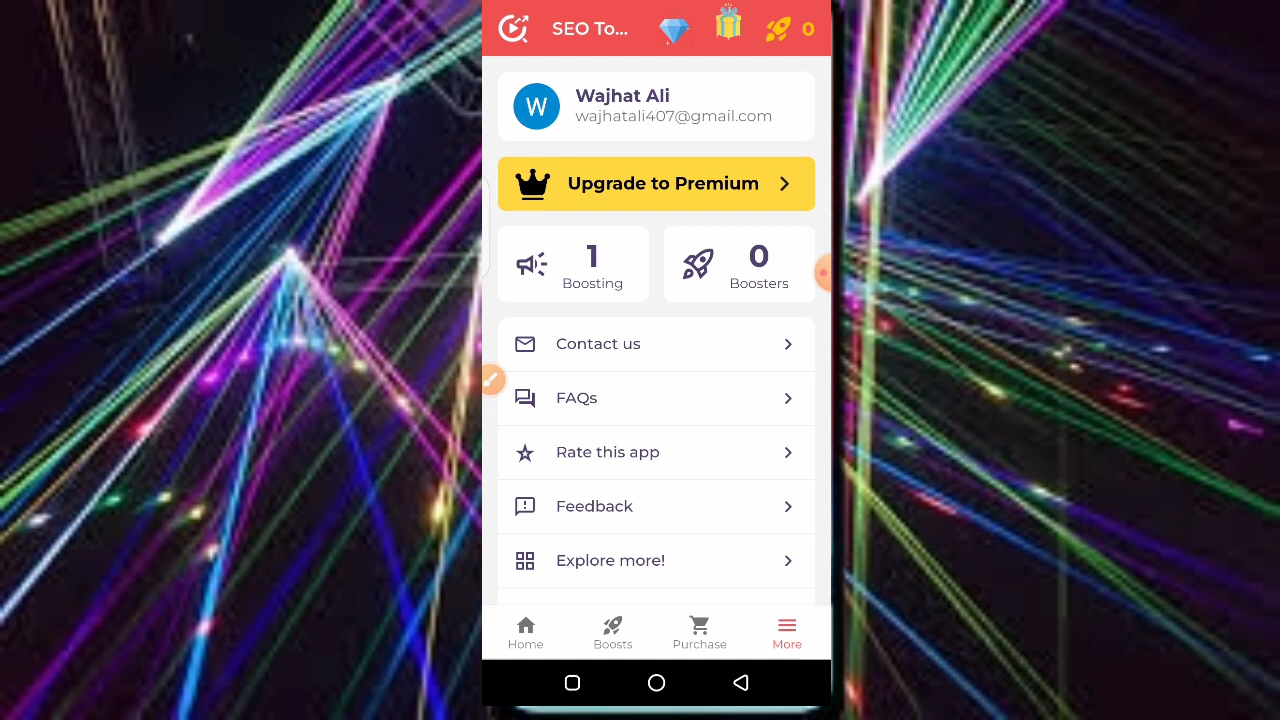 SEO To...
0
Wajhat Ali
W
wajhatali407@gmail.com
Upgrade to Premium
1
Boosting
0
Boosters
Contact us
FAQs
Rate this app
Feedback
Explore more!
Home
Boosts
Purchase
More